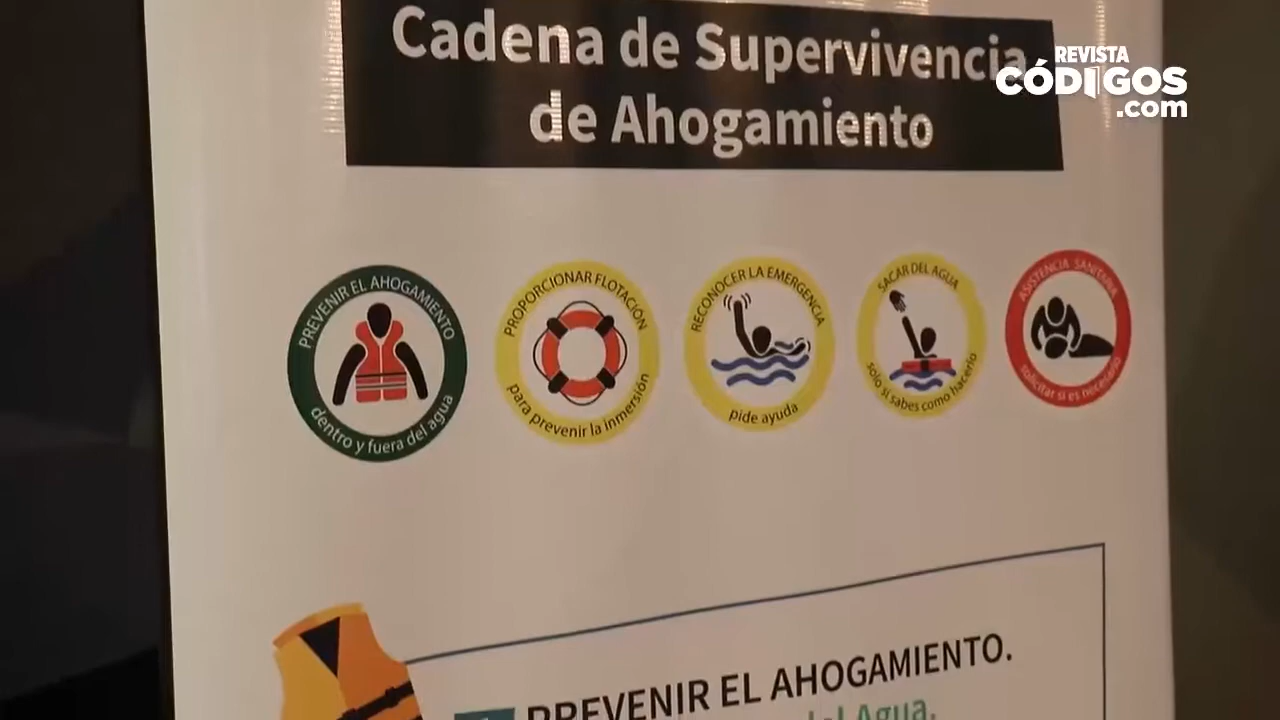 Cadena de Supervivencia
de Ahogamiento
REVISTA
CÓDIGOS
.com
PREVENIR EL AHOGAMIENTO
dentro y fuera del agua
PROPORCIONAR FLOTACIÓN
para prevenir la inmersión
RECONOCER LA EMERGENCIA
pide ayuda
SACAR DEL AGUA
solo si sabes como hacerlo
ASISTENCIA SANITARIA
solicitar si es necesario
PREVENIR EL AHOGAMIENTO.
del Agua.